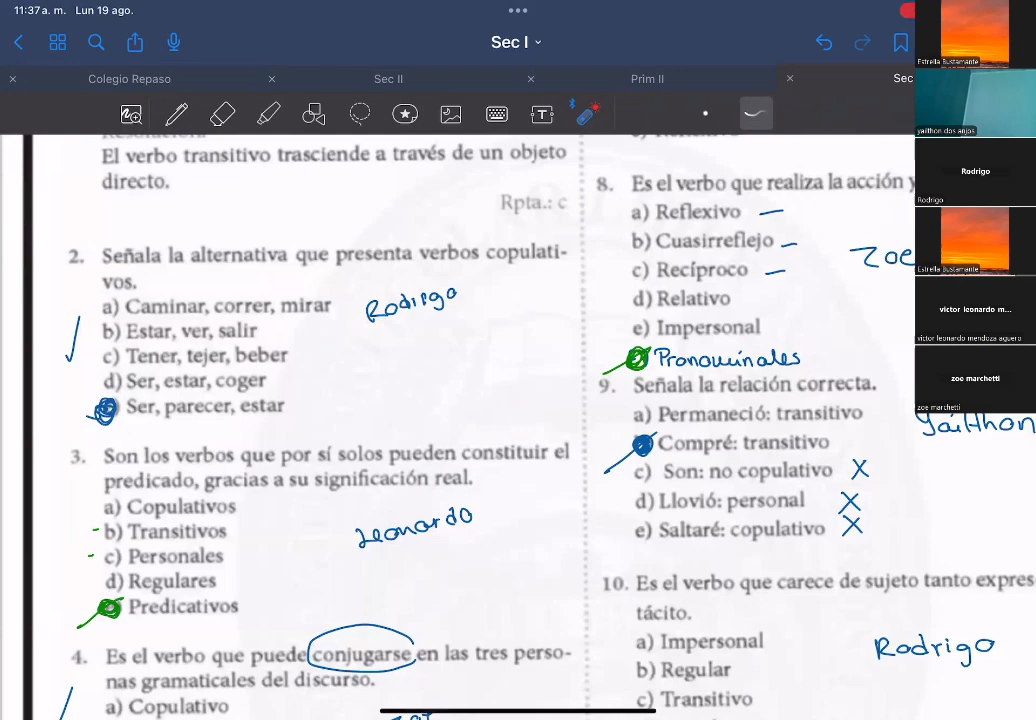 11:37 a. m. Lun 19 ago.
Sec I
Colegio Repaso
Sec II
Prim II
Sec
El verbo transitivo trasciende a través de un objeto
directo.
Rpta.: c
2. Señala la alternativa que presenta verbos copulati-
vos.
a) Caminar, correr, mirar
b) Estar, ver, salir
c) Tener, tejer, beber
d) Ser, estar, coger
Ser, parecer, estar
Rodrigo
3. Son los verbos que por sí solos pueden constituir el
predicado, gracias a su significación real.
a) Copulativos
b) Transitivos
c) Personales
d) Regulares
Predicativos
Leonardo
4. Es el verbo que puede conjugarse en las tres perso-
nas gramaticales del discurso.
a) Copulativo
8. Es el verbo que realiza la acción y
a) Reflexivo
b) Cuasirreflejo
c) Recíproco
d) Relativo
e) Impersonal
Pronominales
Zoe
9. Señala la relación correcta.
a) Permaneció: transitivo
Compré: transitivo
c) Son: no copulativo
d) Llovió: personal
e) Saltaré: copulativo
Yailthon
10. Es el verbo que carece de sujeto tanto expres
tácito.
a) Impersonal
b) Regular
c) Transitivo
Rodrigo
Estrella Bustamante
yailthon dos anjos
Rodrigo
Rodrigo
Estrella Bustamante
victor leonardo m...
victor leonardo mendoza aguero
zoe marchetti
zoe marchetti